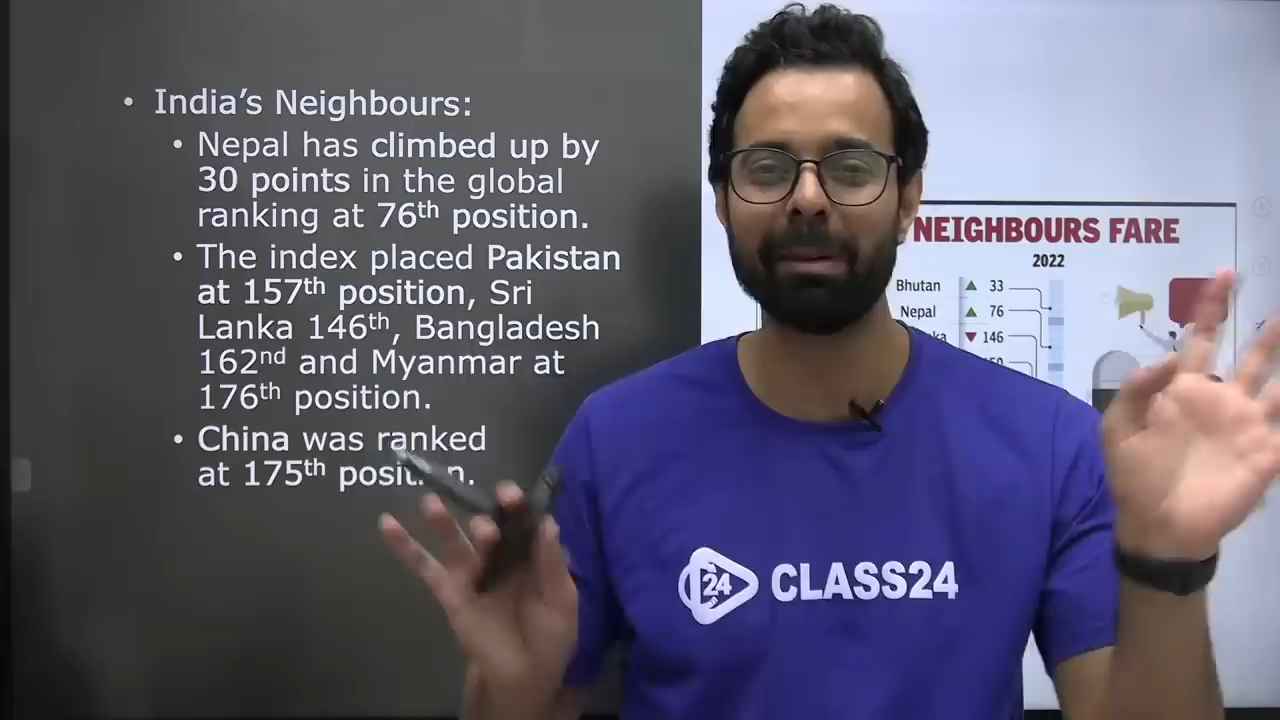 • India’s Neighbours:
• Nepal has climbed up by
30 points in the global
ranking at 76th position.
• The index placed Pakistan
at 157th position, Sri
Lanka 146th, Bangladesh
162nd and Myanmar at
176th position.
• China was ranked
at 175th
NEIGHBOURS FARE
2022
Bhutan ▲ 33
Nepal ▲ 76
▼ 146
24 CLASS24